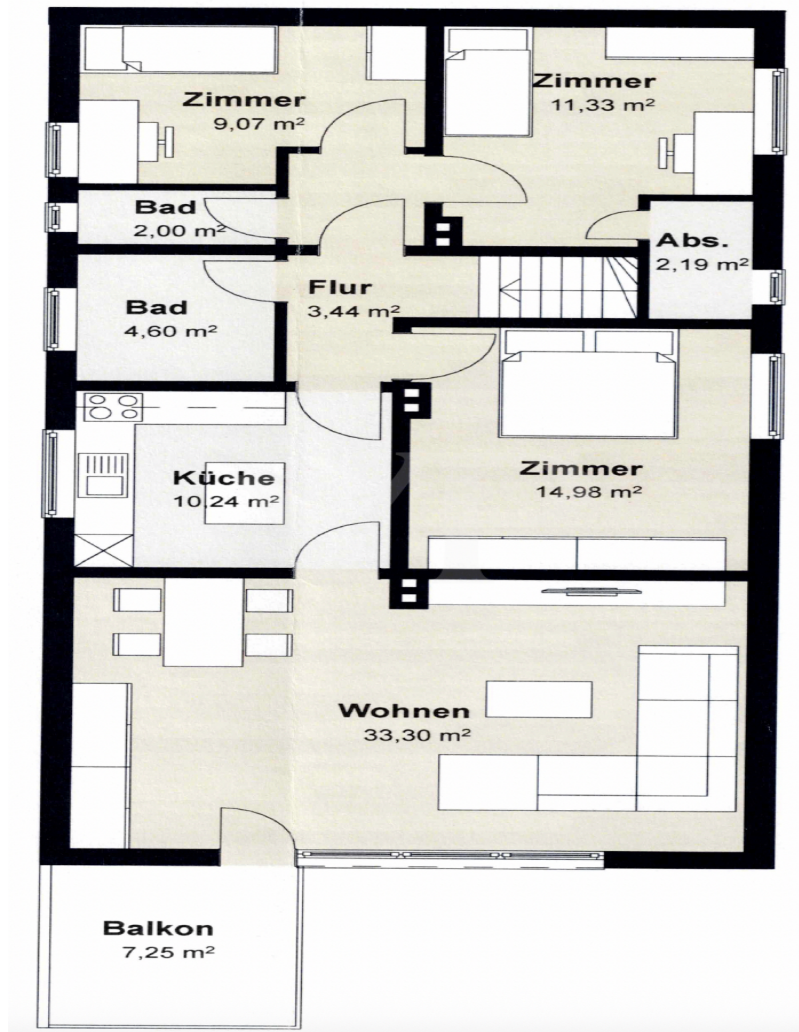 Zimmer
9,07 m²
Zimmer
11,33 m²
Bad
2,00 m²
Abs.
2,19 m²
Bad
4,60 m²
Flur
3,44 m²
Küche
10,24 m²
Zimmer
14,98 m²
Wohnen
33,30 m²
Balkon
7,25 m²